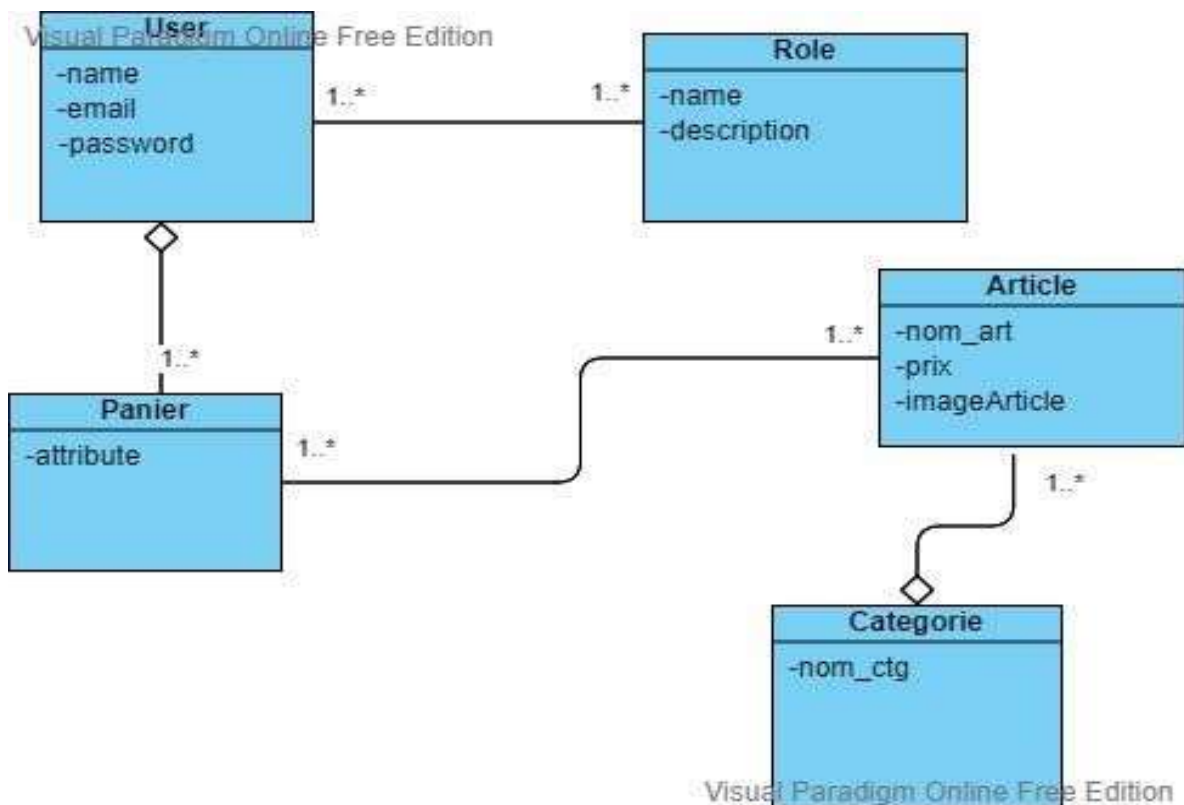 User
Visual Paradigm Online Free Edition
-name
-email
-password
1..*
1..*
Role
-name
-description
1..*
Panier
-attribute
1..*
1..*
Article
-nom_art
-prix
-imageArticle
1..*
Categorie
-nom_ctg
Visual Paradigm Online Free Edition